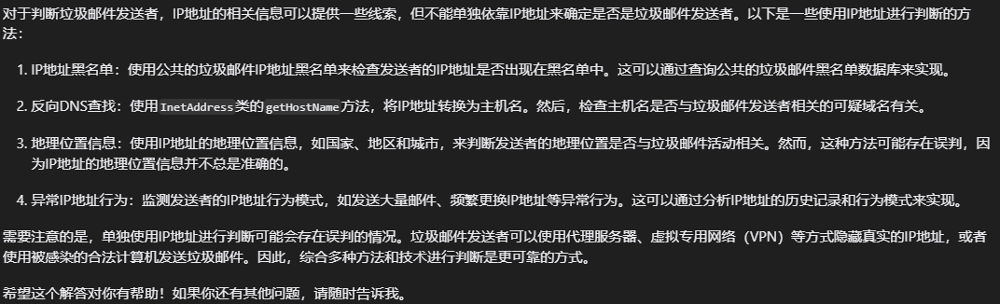 对于判断垃圾邮件发送者，IP地址的相关信息可以提供一些线索，但不能单独依靠IP地址来确定是否是垃圾邮件发送者。以下是一些使用IP地址进行判断的方
法：
1. IP地址黑名单：使用公共的垃圾邮件IP地址黑名单来检查发送者的IP地址是否出现在黑名单中。这可以通过查询公共的垃圾邮件黑名单数据库来实现。
2. 反向DNS查找：使用InetAddress类的getHostName方法，将IP地址转换为主机名。然后，检查主机名是否与垃圾邮件发送者相关的可疑域名有关。
3. 地理位置信息：使用IP地址的地理位置信息，如国家、地区和城市，来判断发送者的地理位置是否与垃圾邮件活动相关。然而，这种方法可能存在误判，因
为IP地址的地理位置信息并不总是准确的。
4. 异常IP地址行为：监测发送者的IP地址行为模式，如发送大量邮件、频繁更换IP地址等异常行为。这可以通过分析IP地址的历史记录和行为模式来实现。
需要注意的是，单独使用IP地址进行判断可能会存在误判的情况。垃圾邮件发送者可以使用代理服务器、虚拟专用网络（VPN）等方式隐藏真实的IP地址，或者
使用被感染的合法计算机发送垃圾邮件。因此，综合多种方法和技术进行判断是更可靠的方式。
希望这个解答对你有帮助！如果你还有其他问题，请随时告诉我。